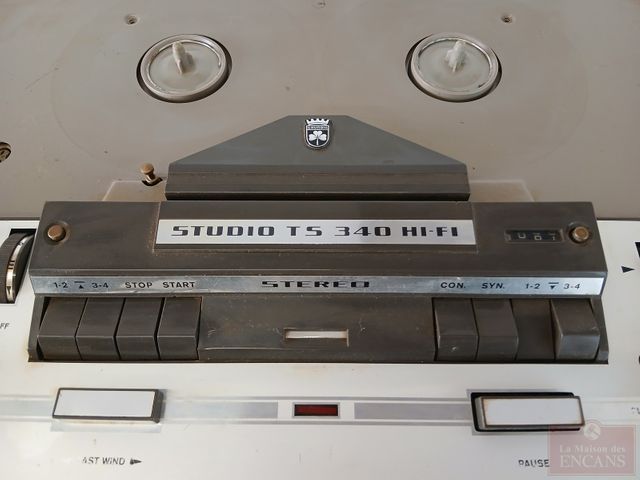 STUDIO TS 340 HI-FI
1-2 3-4 STOP START STEREO CON. SYN. 1-2 3-4
FF
AST WIND
PAUSE
La Maison des
ENCANS